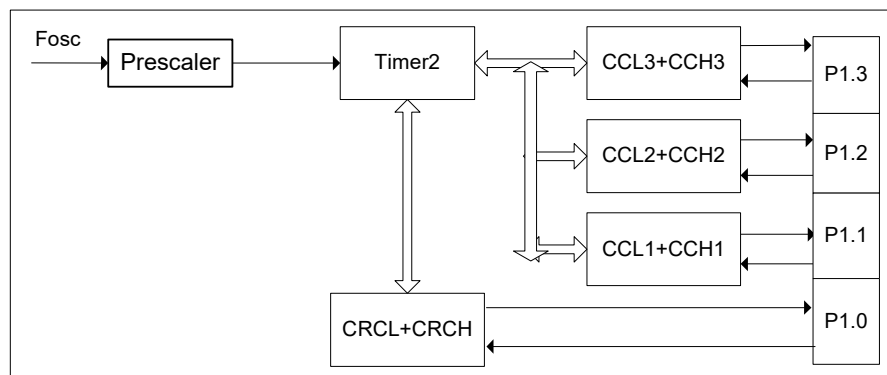 Fosc
Prescaler
Timer2
CCL3+CCH3
P1.3
CCL2+CCH2
P1.2
CCL1+CCH1
P1.1
CRCL+CRCH
P1.0